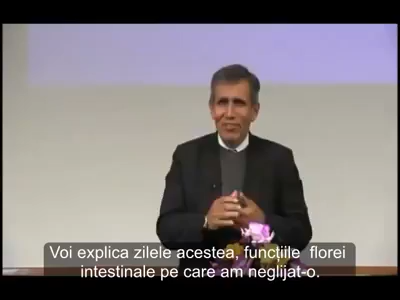 Voi explica zilele acestea, funcțiile  florei
intestinale pe care am neglijat-o.